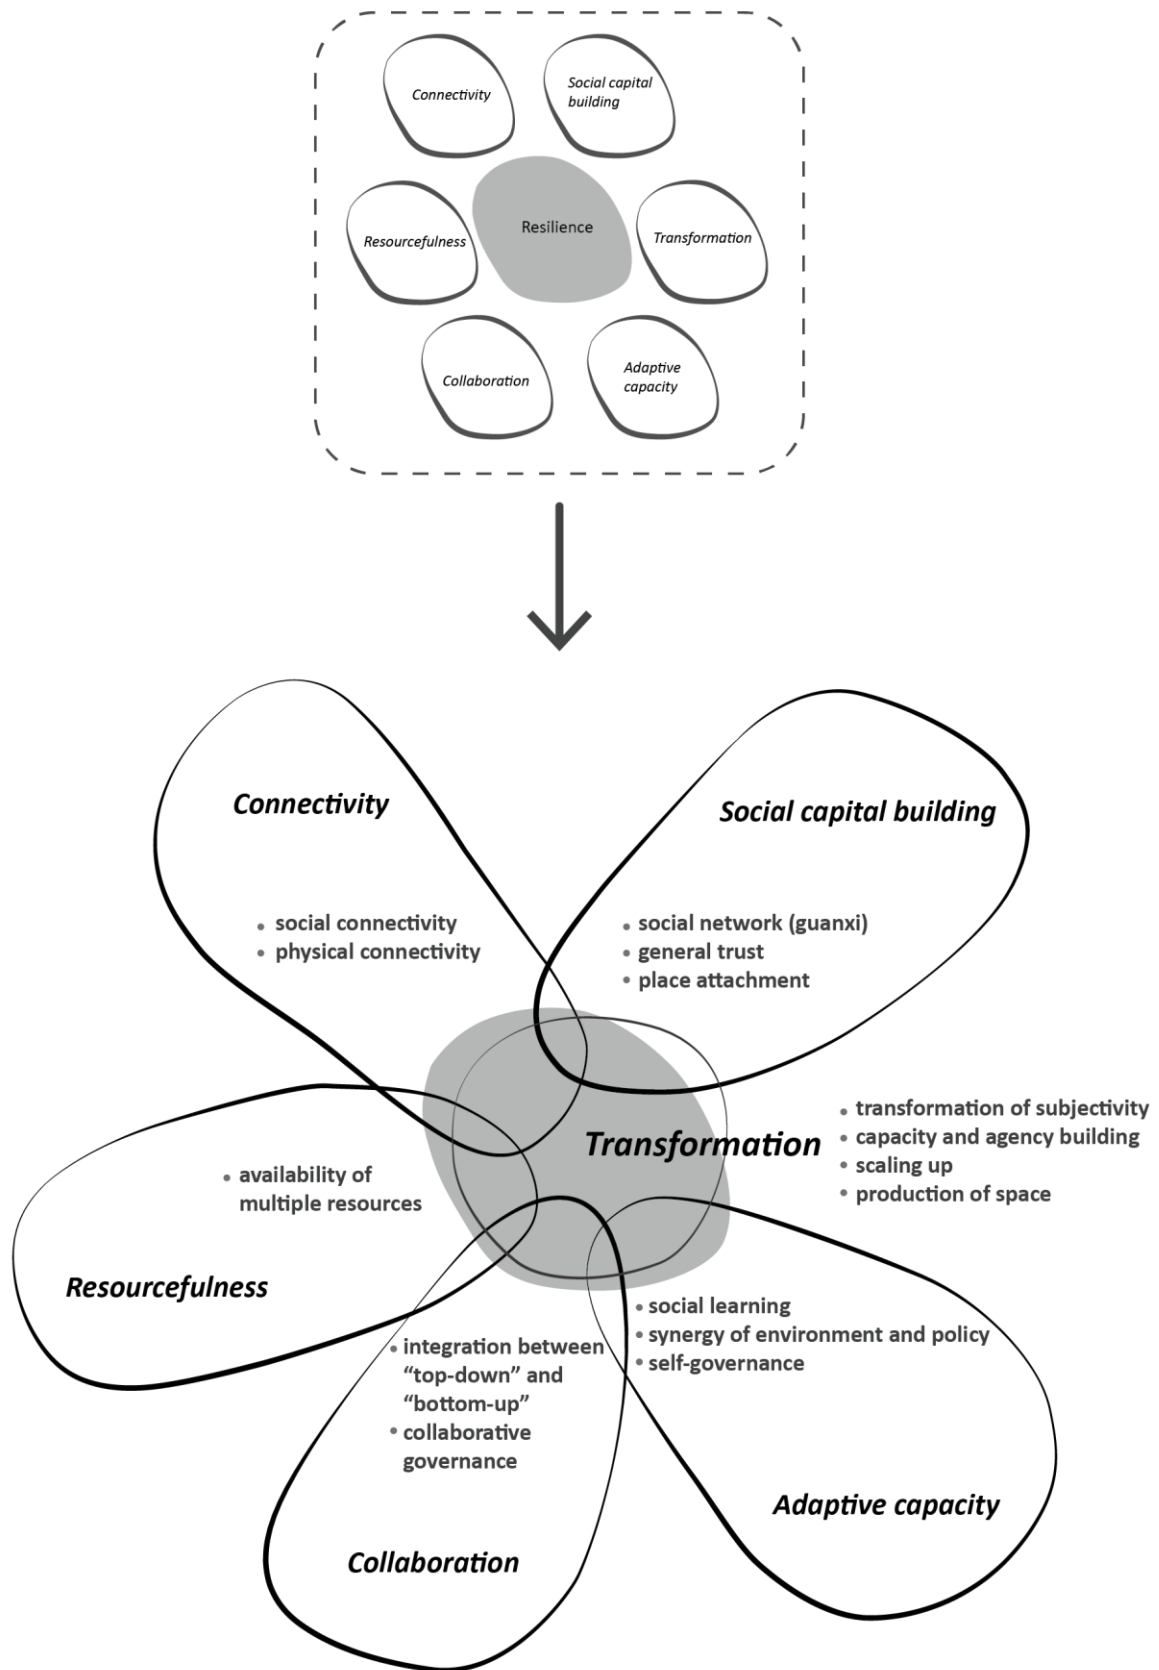 Connectivity
Social capital
building
Resilience
Resourcefulness
Transformation
Collaboration
Adaptive
capacity
Connectivity
• social connectivity
• physical connectivity
Social capital building
• social network (guanxi)
• general trust
• place attachment
Transformation
• transformation of subjectivity
• capacity and agency building
• scaling up
• production of space
• availability of
multiple resources
Resourcefulness
• integration between
“top-down” and
“bottom-up”
• collaborative
governance
Collaboration
• social learning
• synergy of environment and policy
• self-governance
Adaptive capacity